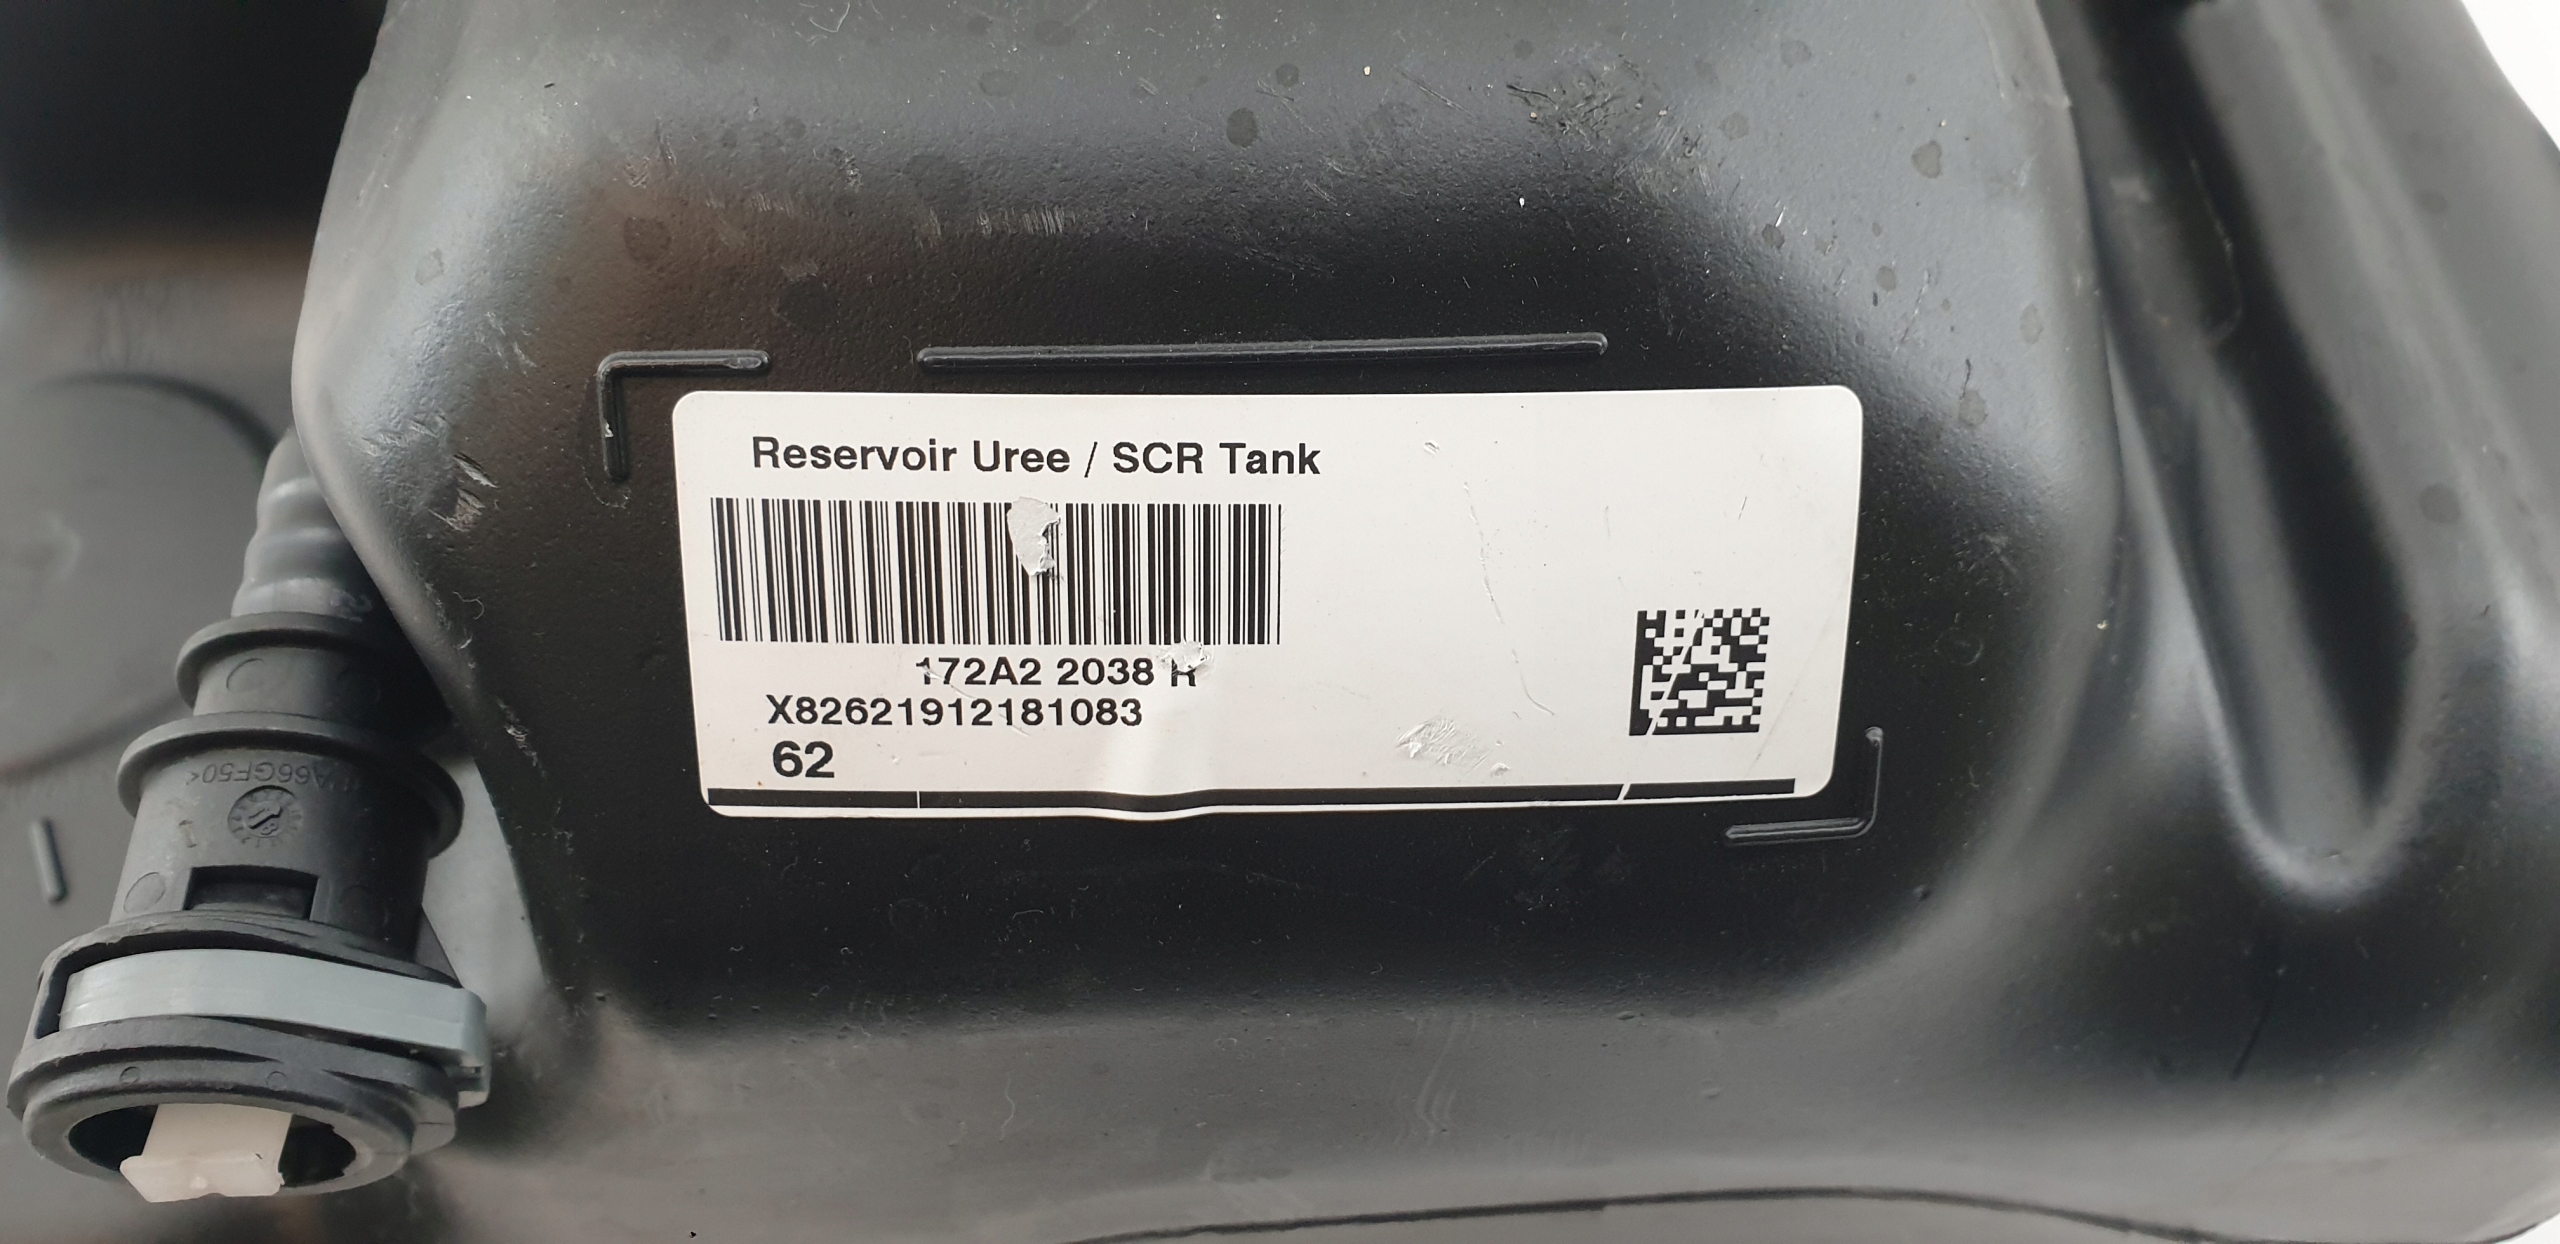 Reservoir Uree / SCR Tank
172A2 2038 R
X82621912181083
62